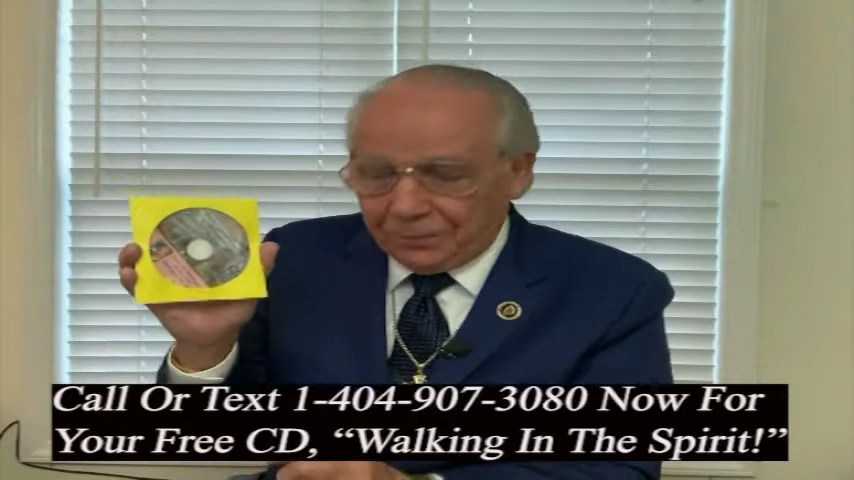 Call Or Text 1-404-907-3080 Now For
Your Free CD, “Walking In The Spirit!”